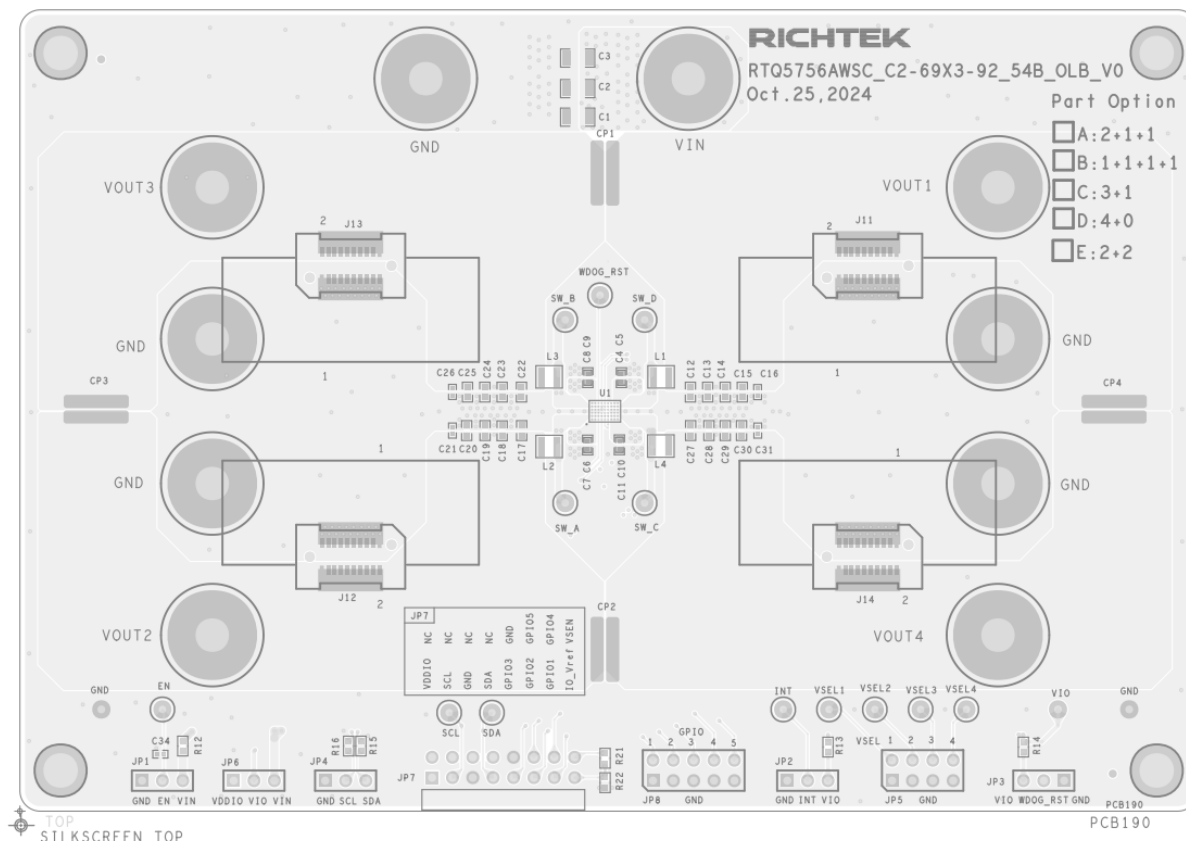 RICHTEK
RTQ5756AWSC_C2-69X3-92_54B_OLB_V0
Oct.25,2024
Part Option
A:2+1+1
B:1+1+1+1
C:3+1
D:4+0
E:2+2
C3
C2
C1
CP1
GND
VIN
VOUT3
VOUT1
2
J13
2
J11
WDOG_RST
SW_B
SW_D
GND
GND
1
1
CP3
CP4
C26
C25
C24
C23
C22
L3
C8
C9
C4
C5
L1
C12
C13
C14
C15
C16
U1
C21
C20
C19
C18
C17
L2
C7
C6
C11
C10
L4
C27
C28
C29
C30
C31
1
1
GND
GND
SW_A
SW_C
J12
2
J14
2
VOUT2
VOUT4
JP7
NC
NC
NC
NC
GND
GPIO5
GPIO4
VSEN
VDDIO
SCL
GND
SDA
GPIO3
GPIO2
GPIO1
IO_Vref
CP2
GND
EN
SCL
SDA
INT
VSEL1
VSEL2
VSEL3
VSEL4
VIO
GND
C34
R12
R16
R15
R21
R22
GPIO
1 2 3 4 5
R13
VSEL 1 2 3 4
R14
JP1
JP6
JP4
JP7
JP8
GND
JP2
JP5
GND
JP3
GND EN VIN
VDDIO VIO VIN
GND SCL SDA
GND INT VIO
VIO WDOG_RST GND
PCB190
PCB190
TOP
SILKSCREEN TOP